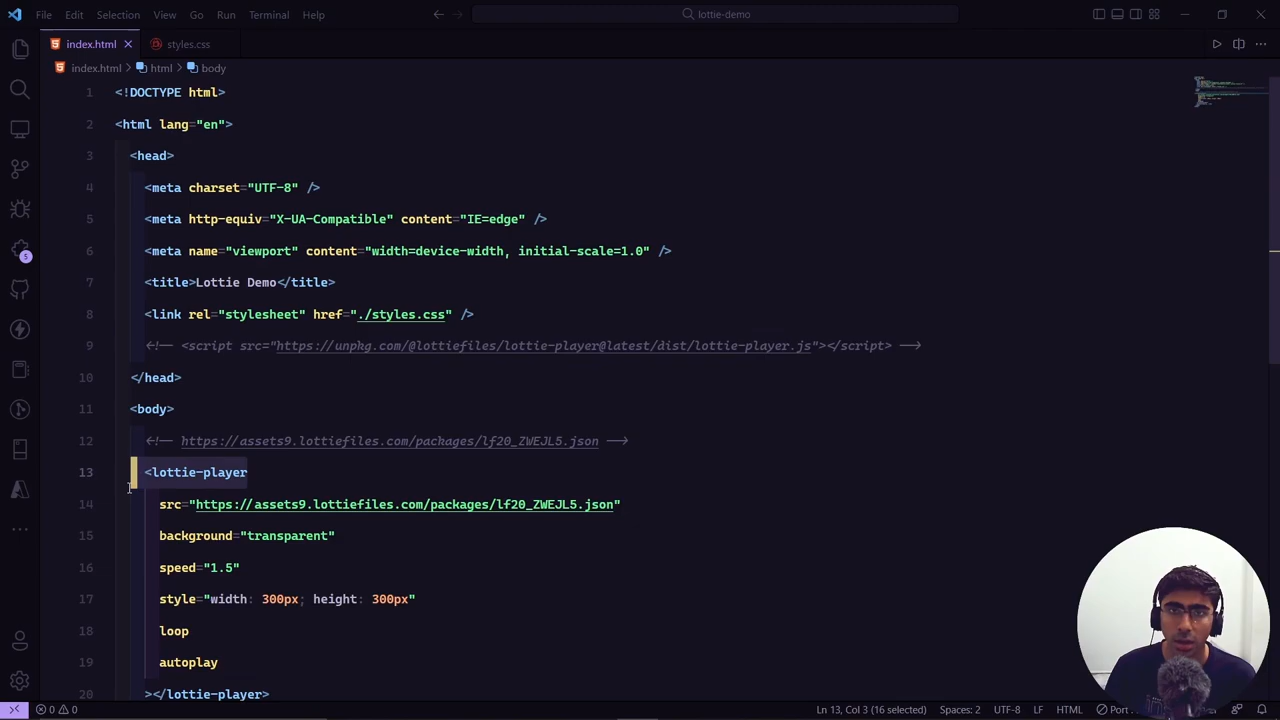 File Edit Selection View Go Run Terminal Help
lottie-demo
index.html
styles.css
index.html > html > body
1 <!DOCTYPE html>
2 <html lang="en">
3 <head>
4 <meta charset="UTF-8" />
5 <meta http-equiv="X-UA-Compatible" content="IE=edge" />
6 <meta name="viewport" content="width=device-width, initial-scale=1.0" />
7 <title>Lottie Demo</title>
8 <link rel="stylesheet" href="./styles.css" />
9 <!-- <script src="https://unpkg.com/@lottiefiles/lottie-player@latest/dist/lottie-player.js"></script> -->
10 </head>
11 <body>
12 <!-- https://assets9.lottiefiles.com/packages/lf20_ZWEJL5.json -->
13 <lottie-player
14 src="https://assets9.lottiefiles.com/packages/lf20_ZWEJL5.json"
15 background="transparent"
16 speed="1.5"
17 style="width: 300px; height: 300px"
18 loop
19 autoplay
20 ></lottie-player>
5
0 0 Ln 13, Col 3 (16 selected) Spaces: 2 UTF-8 LF HTML Port